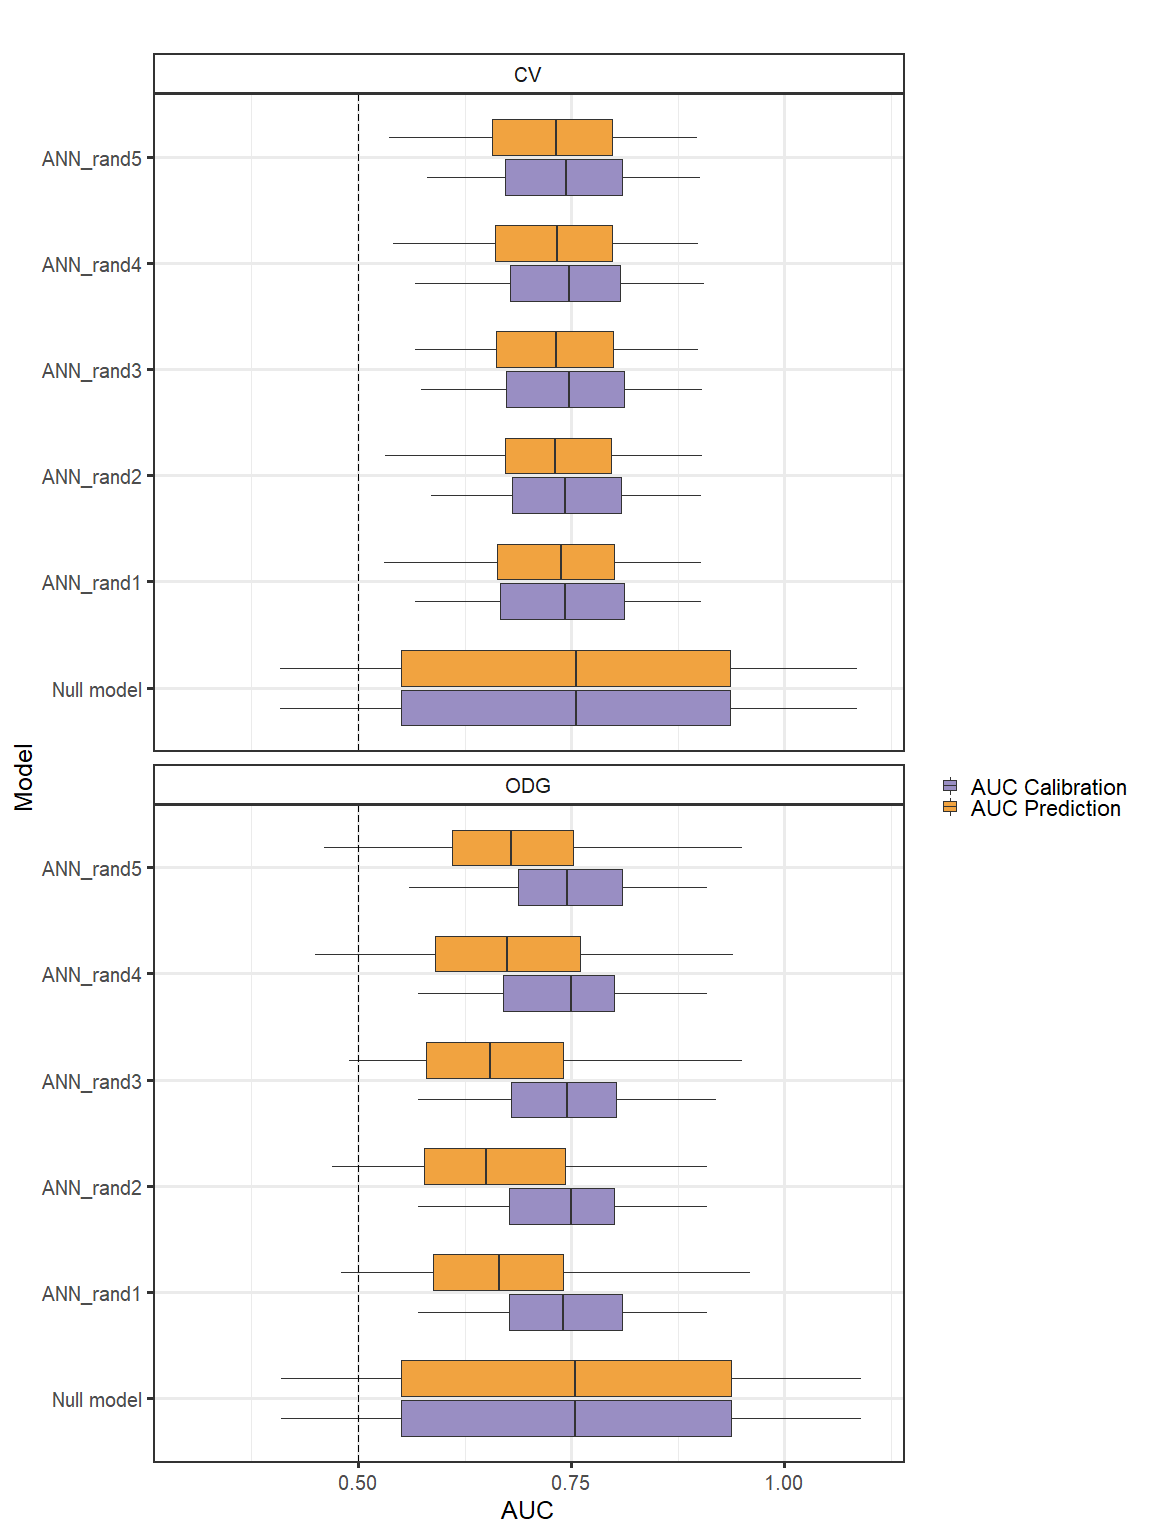 CV
ANN_rand5
ANN_rand4
ANN_rand3
ANN_rand2
ANN_rand1
Null model
Model
ODG
ANN_rand5
ANN_rand4
ANN_rand3
ANN_rand2
ANN_rand1
Null model
0.50 0.75 1.00
AUC
AUC Calibration
AUC Prediction